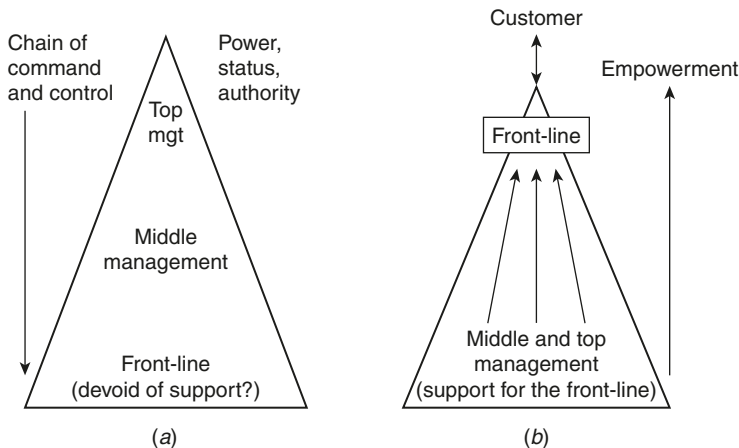 Chain of
command
and control
Power,
status,
authority
Top
mgt
Middle
management
Front-line
(devoid of support?)
(a)
Customer
Empowerment
Front-line
Middle and top
management
(support for the front-line)
(b)